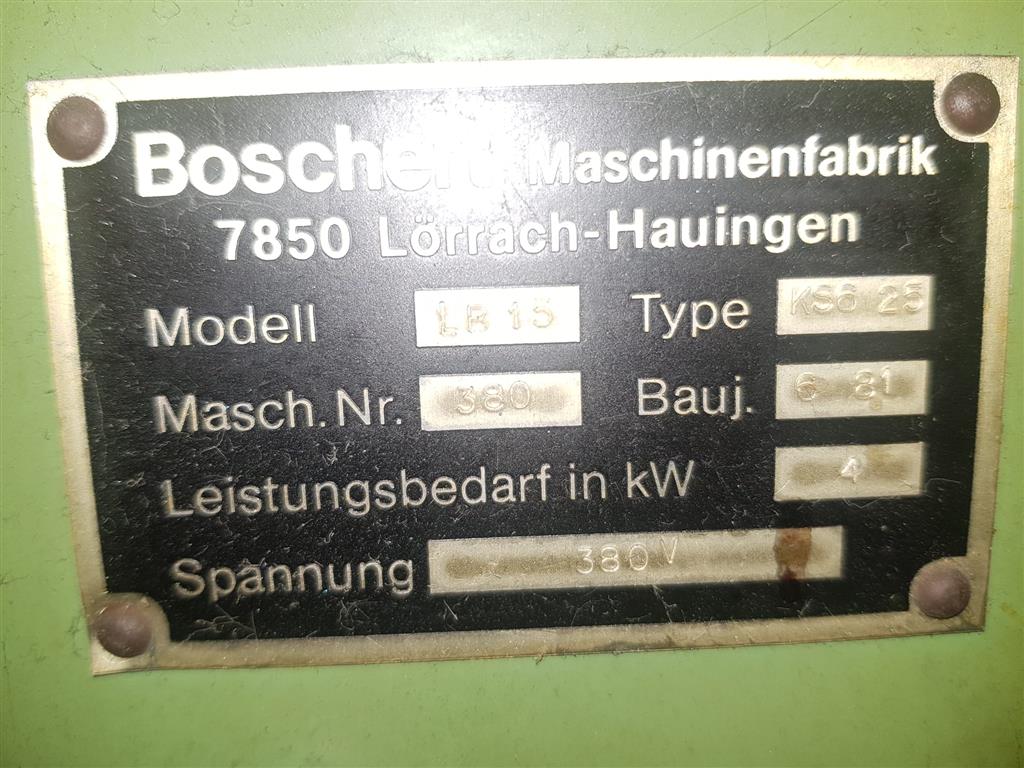 Boschert Maschinenfabrik
7850 Lörrach-Hauingen
Modell LB 15 Type KS6 25
Masch. Nr. 380 Bauj. 6 81
Leistungsbedarf in kW 4
Spannung 380 V